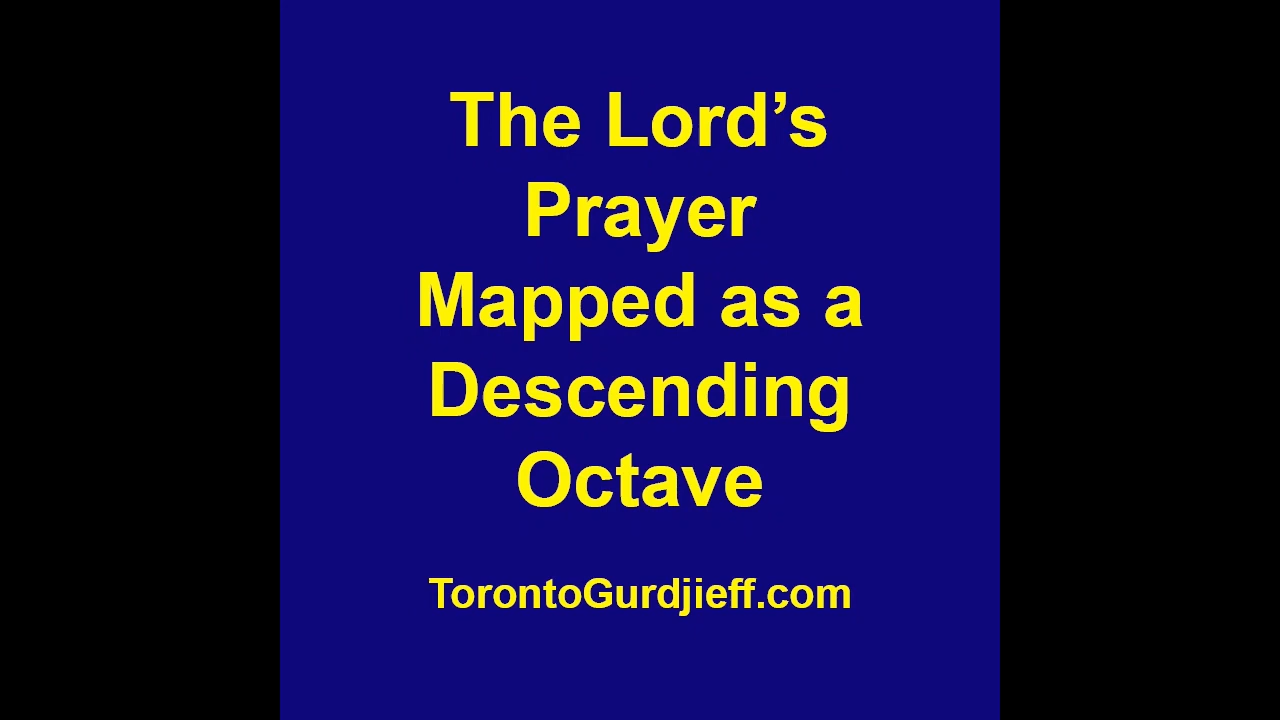 The Lord’s
Prayer
Mapped as a
Descending
Octave
TorontoGurdjieff.com